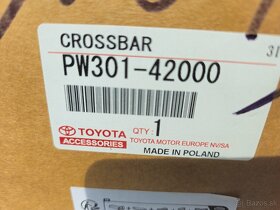 CROSSBAR
PW301-42000
TOYOTA
ACCESSORIES
QTY: 1
TOYOTA MOTOR EUROPE NV/SA
MADE IN POLAND
Bazos.sk